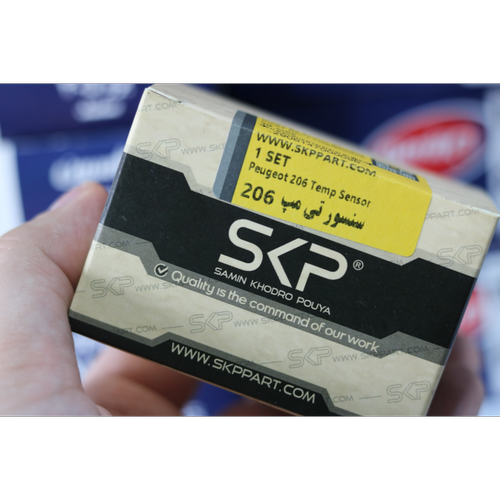 WWW.SKPPART.COM
1 SET
Peugeot 206 Temp Sensor
سنسور تی مپ 206
SKP®
SAMIN KHODRO POUYA
Quality is the command of our work
WWW.SKPPART.COM